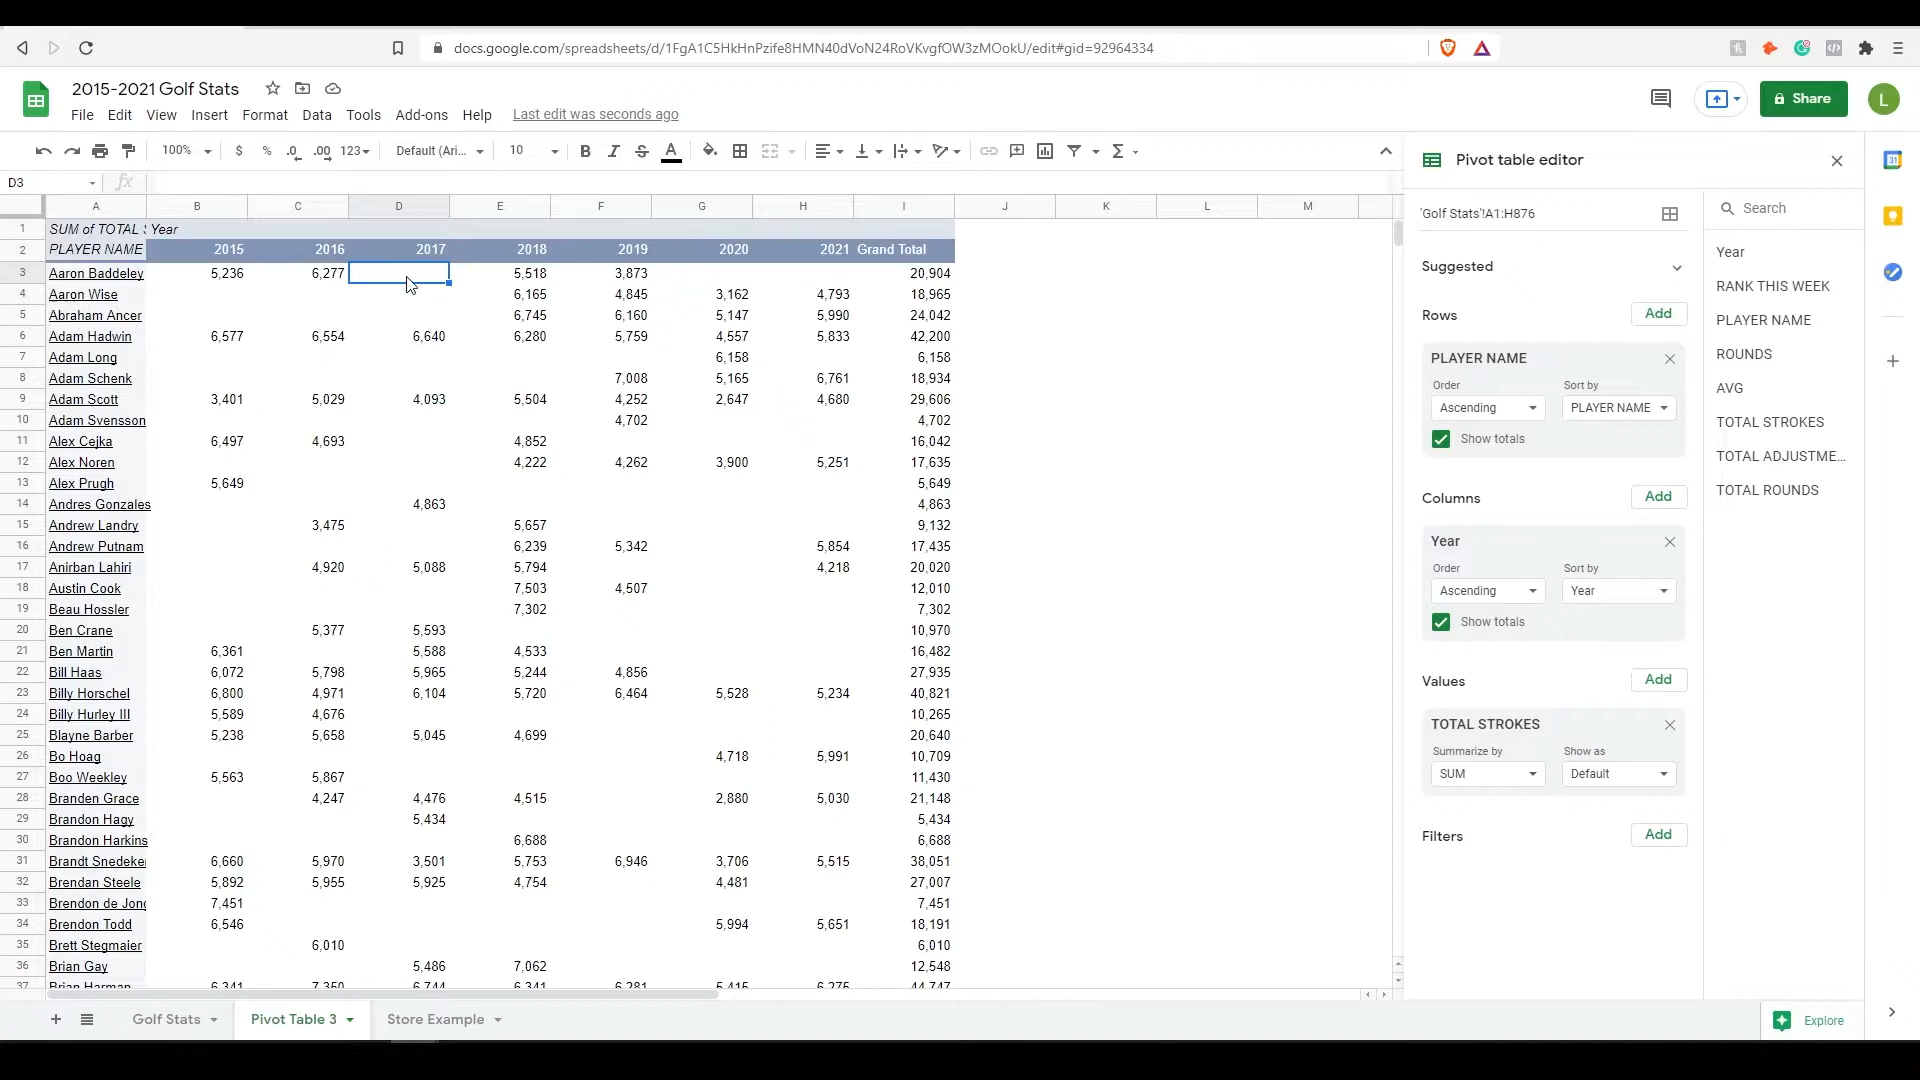 docs.google.com/spreadsheets/d/1FgA1C5HkHnPzife8HMN40dVoN24RoVKvgfOW3zMOokU/edit#gid=92964334
2015-2021 Golf Stats
File Edit View Insert Format Data Tools Add-ons Help Last edit was seconds ago
Share
L
100% $ % .0 .00 123 Default (Ari... 10 B I S A Σ
D3 fx
A B C D E F G H I J K L M
1 SUM of TOTAL S Year
2 PLAYER NAME 2015 2016 2017 2018 2019 2020 2021 Grand Total
3 Aaron Baddeley 5,236 6,277 5,518 3,873 20,904
4 Aaron Wise 6,165 4,845 3,162 4,793 18,965
5 Abraham Ancer 6,745 6,160 5,147 5,990 24,042
6 Adam Hadwin 6,577 6,554 6,640 6,280 5,759 4,557 5,833 42,200
7 Adam Long 6,158 6,158
8 Adam Schenk 7,008 5,165 6,761 18,934
9 Adam Scott 3,401 5,029 4,093 5,504 4,252 2,647 4,680 29,606
10 Adam Svensson 4,702 4,702
11 Alex Cejka 6,497 4,693 4,852 16,042
12 Alex Noren 4,222 4,262 3,900 5,251 17,635
13 Alex Prugh 5,649 5,649
14 Andres Gonzales 4,863 4,863
15 Andrew Landry 3,475 5,657 9,132
16 Andrew Putnam 6,239 5,342 5,854 17,435
17 Anirban Lahiri 4,920 5,088 5,794 4,218 20,020
18 Austin Cook 7,503 4,507 12,010
19 Beau Hossler 7,302 7,302
20 Ben Crane 5,377 5,593 10,970
21 Ben Martin 6,361 5,588 4,533 16,482
22 Bill Haas 6,072 5,798 5,965 5,244 4,856 27,935
23 Billy Horschel 6,800 4,971 6,104 5,720 6,464 5,528 5,234 40,821
24 Billy Hurley III 5,589 4,676 10,265
25 Blayne Barber 5,238 5,658 5,045 4,699 20,640
26 Bo Hoag 4,718 5,991 10,709
27 Boo Weekley 5,563 5,867 11,430
28 Branden Grace 4,247 4,476 4,515 2,880 5,030 21,148
29 Brandon Hagy 5,434 5,434
30 Brandon Harkins 6,688 6,688
31 Brandt Snedeke 6,660 5,970 3,501 5,753 6,946 3,706 5,515 38,051
32 Brendan Steele 5,892 5,955 5,925 4,754 4,481 27,007
33 Brendon de Jong 7,451 7,451
34 Brendon Todd 6,546 5,994 5,651 18,191
35 Brett Stegmaier 6,010 6,010
36 Brian Gay 5,486 7,062 12,548
37 Brian Harman 6,341 7,350 6,744 6,341 6,281 5,415 6,275 44,747
Golf Stats Pivot Table 3 Store Example
Pivot table editor
'Golf Stats'!A1:H876
Suggested
Rows Add
PLAYER NAME
Order Sort by
Ascending PLAYER NAME
Show totals
Columns Add
Year
Order Sort by
Ascending Year
Show totals
Values Add
TOTAL STROKES
Summarize by Show as
SUM Default
Filters Add
Search
Year
RANK THIS WEEK
PLAYER NAME
ROUNDS
AVG
TOTAL STROKES
TOTAL ADJUSTME...
TOTAL ROUNDS
31
Explore